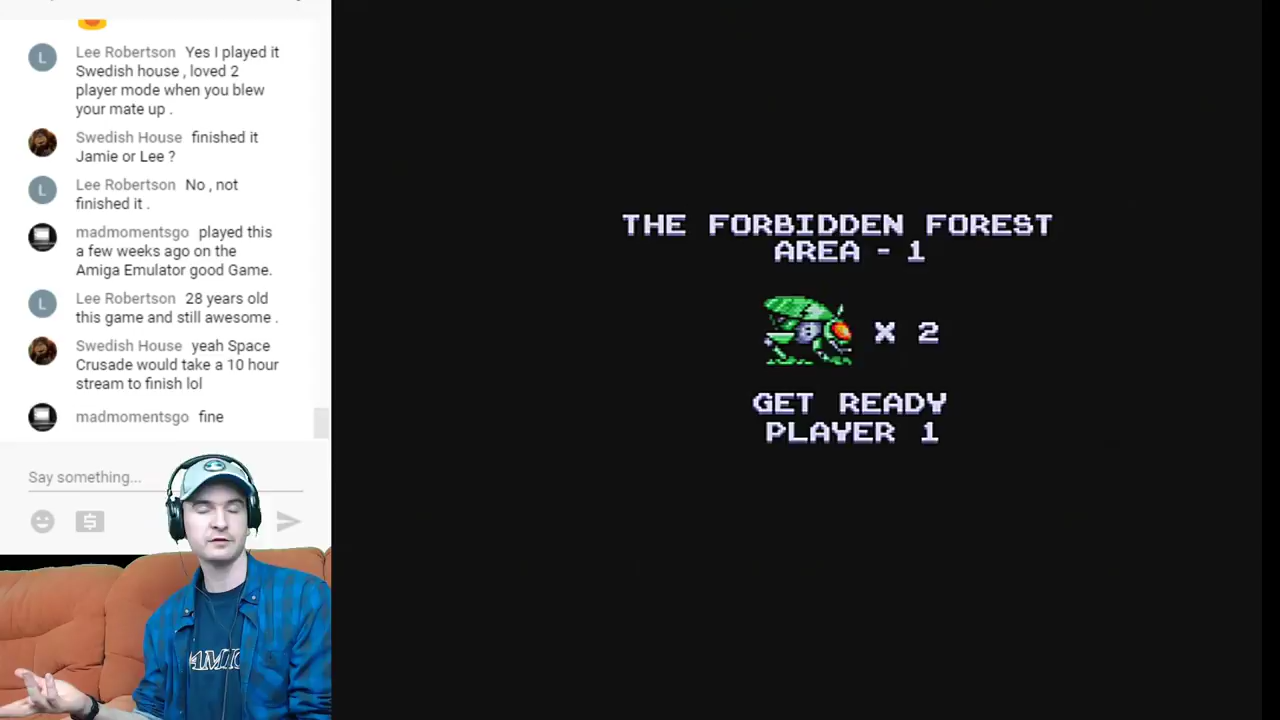 Lee Robertson Yes I played it
Swedish house , loved 2
player mode when you blew
your mate up .
Swedish House finished it
Jamie or Lee ?
Lee Robertson No , not
finished it .
madmomentsgo played this
a few weeks ago on the
Amiga Emulator good Game.
Lee Robertson 28 years old
this game and still awesome .
Swedish House yeah Space
Crusade would take a 10 hour
stream to finish lol
madmomentsgo fine
Say something...
L
L
L
THE FORBIDDEN FOREST
AREA - 1
X 2
GET READY
PLAYER 1